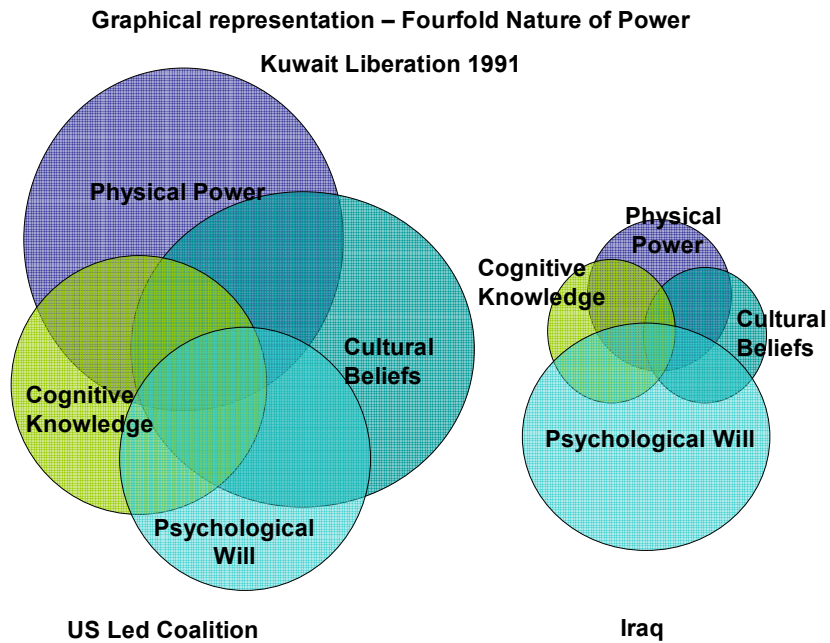 Graphical representation – Fourfold Nature of Power
Kuwait Liberation 1991
Physical Power
Cultural
Beliefs
Cognitive
Knowledge
Psychological
Will
US Led Coalition
Physical
Power
Cognitive
Knowledge
Cultural
Beliefs
Psychological Will
Iraq